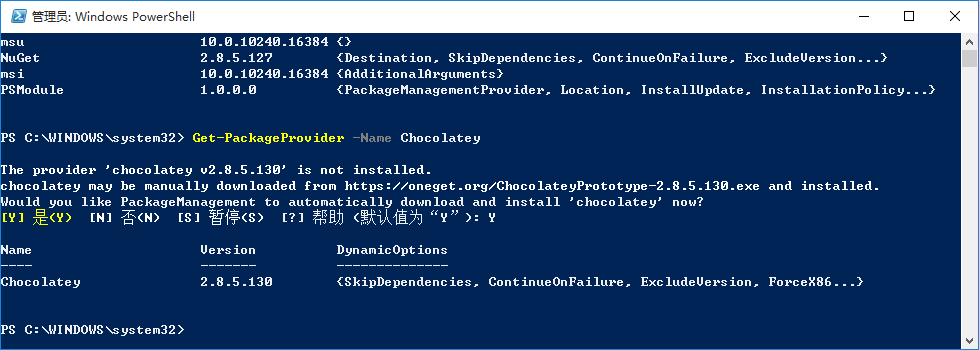 管理员: Windows PowerShell
msu 10.0.10240.16384 {}
NuGet 2.8.5.127 {Destination, SkipDependencies, ContinueOnFailure, ExcludeVersion...}
msi 10.0.10240.16384 {AdditionalArguments}
PSModule 1.0.0.0 {PackageManagementProvider, Location, InstallUpdate, InstallationPolicy...}
PS C:\WINDOWS\system32> Get-PackageProvider -Name Chocolatey
The provider 'chocolatey v2.8.5.130' is not installed.
chocolatey may be manually downloaded from https://oneget.org/ChocolateyPrototype-2.8.5.130.exe and installed.
Would you like PackageManagement to automatically download and install 'chocolatey' now?
[Y] 是(Y) [N] 否(N) [S] 暂停(S) [?] 帮助 (默认值为“Y”): Y
Name Version DynamicOptions
---- ------- --------------
Chocolatey 2.8.5.130 {SkipDependencies, ContinueOnFailure, ExcludeVersion, ForceX86...}
PS C:\WINDOWS\system32>